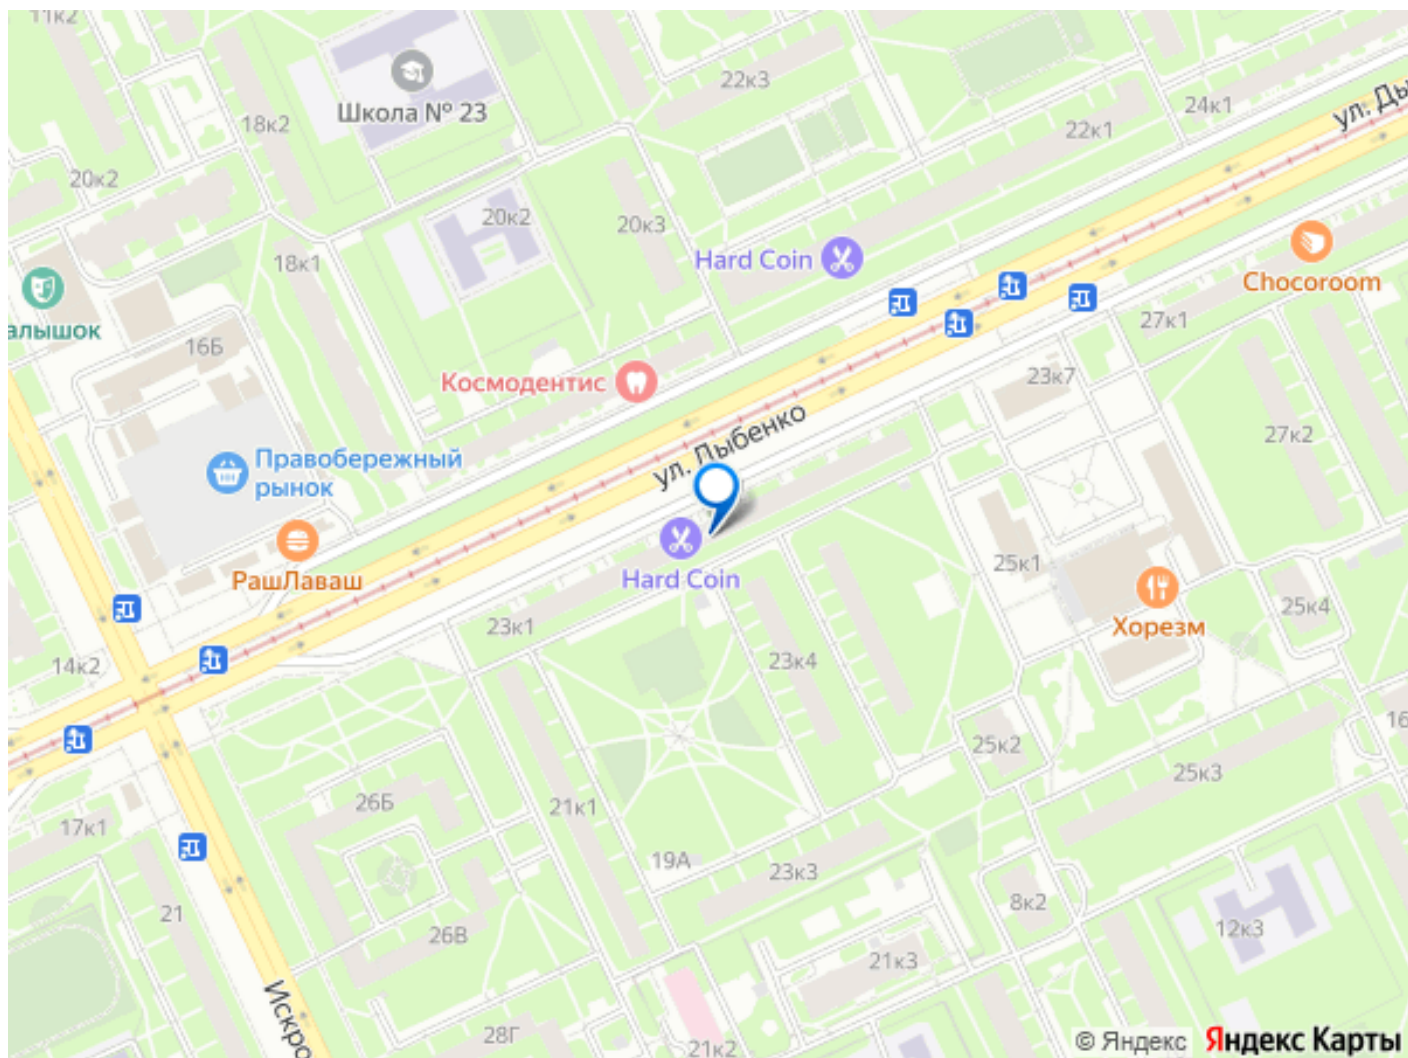 11к2
Школа № 23
22к3
24к1
ул. Ды
18к2
22к1
20к2
20к2
20к3
18к1
Hard Coin
Chocoroom
алышок
16Б
27к1
Космодентис
23к7
ул. Дыбенко
27к2
Правобережный
рынок
РашЛаваш
Hard Coin
25к1
23к1
25к4
Хорезм
14к2
23к4
16
25к2
25к3
26Б
21к1
17к1
19А
23к3
8к2
21
12к3
26В
21к3
Искро
28Г
21к2
© Яндекс
Яндекс Карты